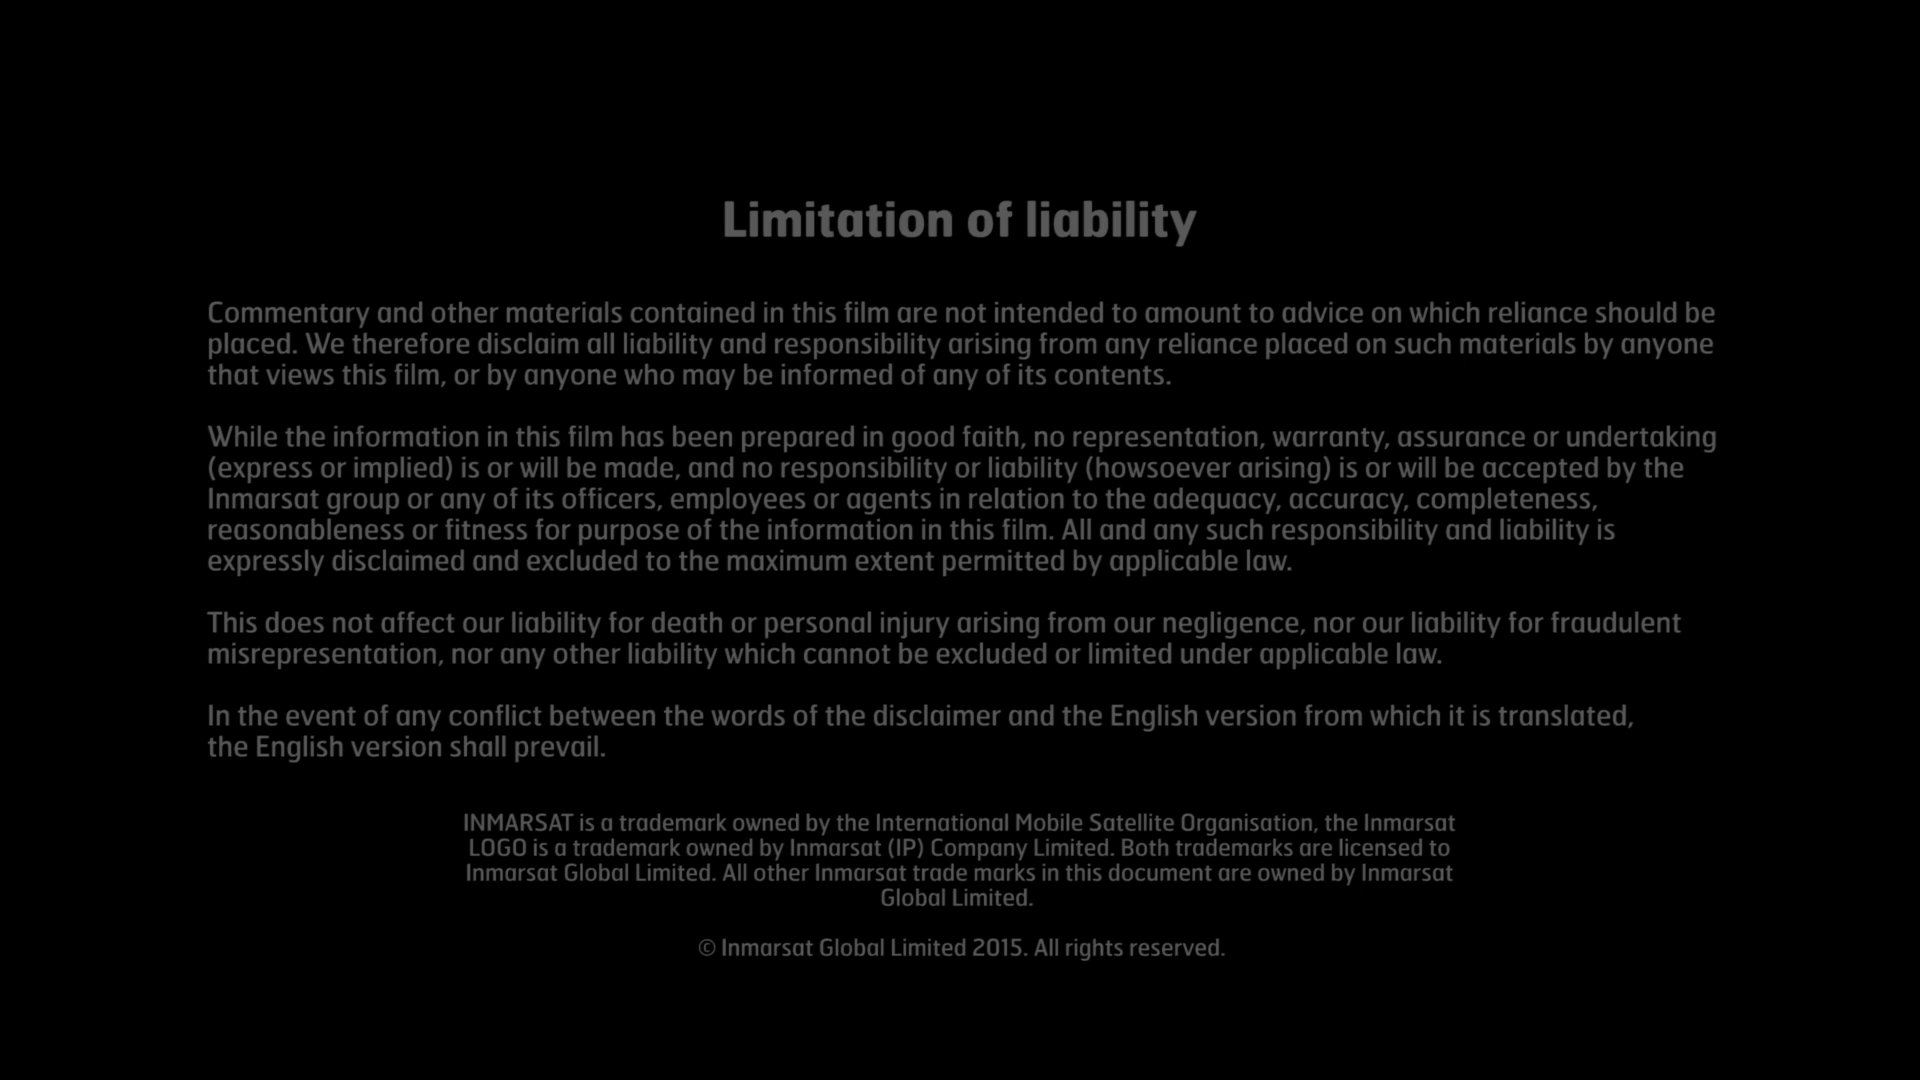 Limitation of liability
Commentary and other materials contained in this film are not intended to amount to advice on which reliance should be
placed. We therefore disclaim all liability and responsibility arising from any reliance placed on such materials by anyone
that views this film, or by anyone who may be informed of any of its contents.
While the information in this film has been prepared in good faith, no representation, warranty, assurance or undertaking
(express or implied) is or will be made, and no responsibility or liability (howsoever arising) is or will be accepted by the
Inmarsat group or any of its officers, employees or agents in relation to the adequacy, accuracy, completeness,
reasonableness or fitness for purpose of the information in this film. All and any such responsibility and liability is
expressly disclaimed and excluded to the maximum extent permitted by applicable law.
This does not affect our liability for death or personal injury arising from our negligence, nor our liability for fraudulent
misrepresentation, nor any other liability which cannot be excluded or limited under applicable law.
In the event of any conflict between the words of the disclaimer and the English version from which it is translated,
the English version shall prevail.
INMARSAT is a trademark owned by the International Mobile Satellite Organisation, the Inmarsat
LOGO is a trademark owned by Inmarsat (IP) Company Limited. Both trademarks are licensed to
Inmarsat Global Limited. All other Inmarsat trade marks in this document are owned by Inmarsat
Global Limited.
© Inmarsat Global Limited 2015. All rights reserved.